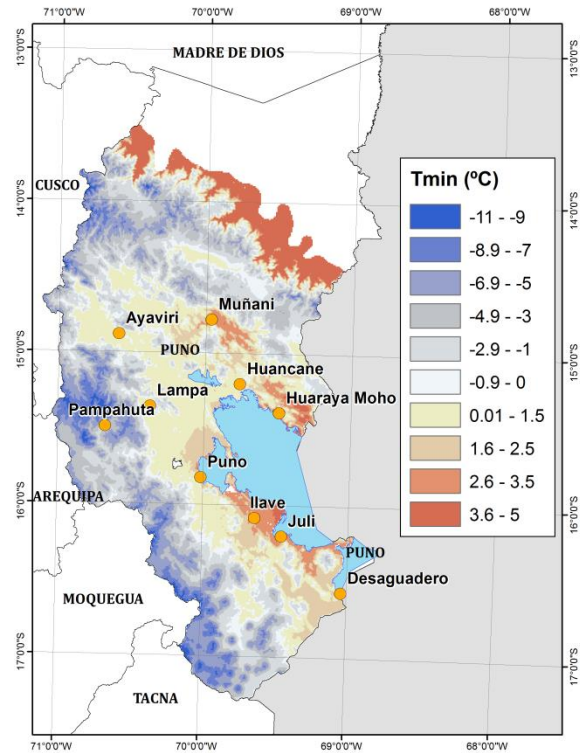 71°0'0"W 70°0'0"W 69°0'0"W
MADRE DE DIOS
13°0'0"S 13°0'0"S
CUSCO
14°0'0"S 14°0'0"S
Tmin (ºC)
-11 - -9
-8.9 - -7
-6.9 - -5
-4.9 - -3
-2.9 - -1
-0.9 - 0
0.01 - 1.5
1.6 - 2.5
2.6 - 3.5
3.6 - 5
Ayaviri
Muñani
PUNO
15°0'0"S 15°0'0"S
Huancane
Lampa
Huaraya Moho
Pampahuta
Puno
AREQUIPA
Ilave
16°0'0"S 16°0'0"S
Juli
PUNO
Desaguadero
MOQUEGUA
17°0'0"S 17°0'0"S
TACNA
71°0'0"W 70°0'0"W 69°0'0"W 68°0'0"W